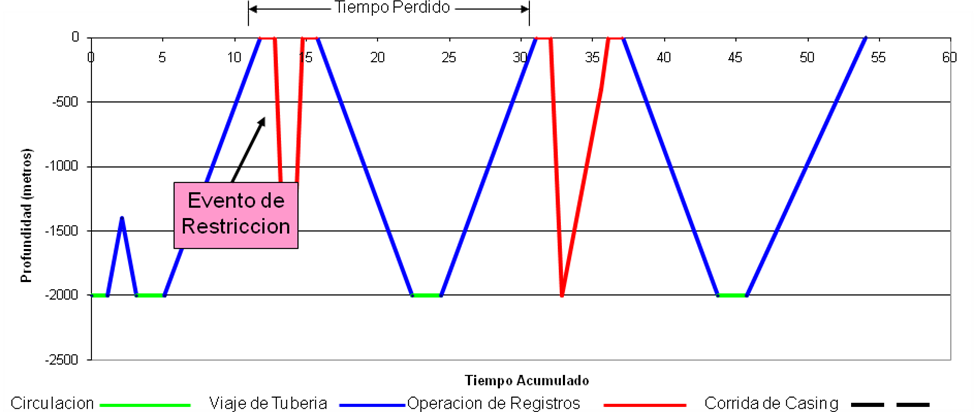 Tiempo Perdido
0
0 5 10 15 20 25 30 35 40 45 50 55 60
-500
-1000
Evento de
Restriccion
-1500
-2000
-2500
Profundidad (metros)
Tiempo Acumulado
Circulacion Viaje de Tuberia Operacion de Registros Corrida de Casing